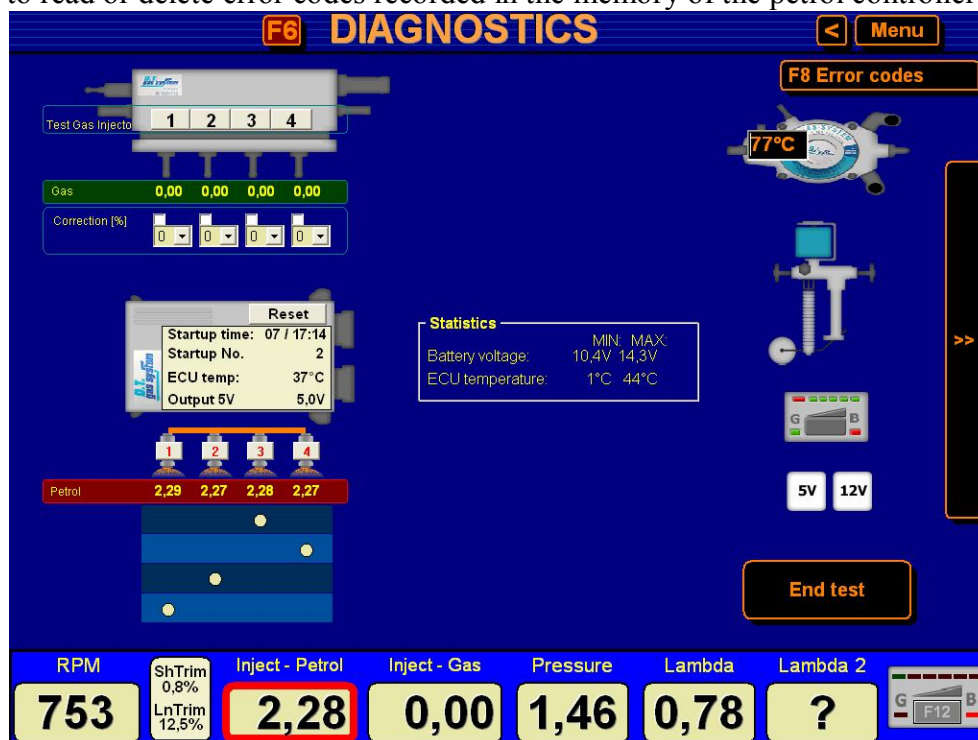 to read or delete error codes recorded in the memory of the petrol controller
F6 DIAGNOSTICS < Menu
F8 Error codes
Test Gas Injecto 1 2 3 4
77°C
Gas 0,00 0,00 0,00 0,00
Correction [%] 0 0 0 0
Reset
Startup time: 07 / 17:14
Startup No. 2
ECU temp: 37°C
Output 5V 5,0V
D.T. gas system
Statistics
MIN: MAX:
Battery voltage: 10,4V 14,3V
ECU temperature: 1°C 44°C
>>
G B
1 2 3 4
Petrol 2,29 2,27 2,28 2,27
5V 12V
End test
RPM ShTrim Inject - Petrol Inject - Gas Pressure Lambda Lambda 2
0,8%
LnTrim
12,5%
753 2,28 0,00 1,46 0,78 ?
G F12 B